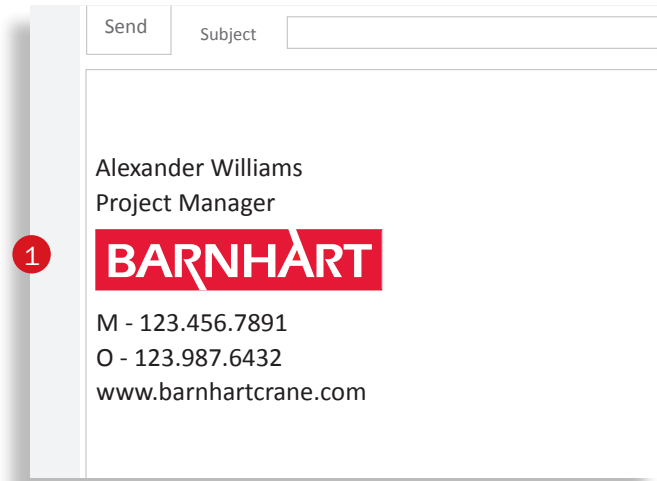 Send
Subject
Alexander Williams
Project Manager
1
BARNHART
M - 123.456.7891
O - 123.987.6432
www.barnhartcrane.com